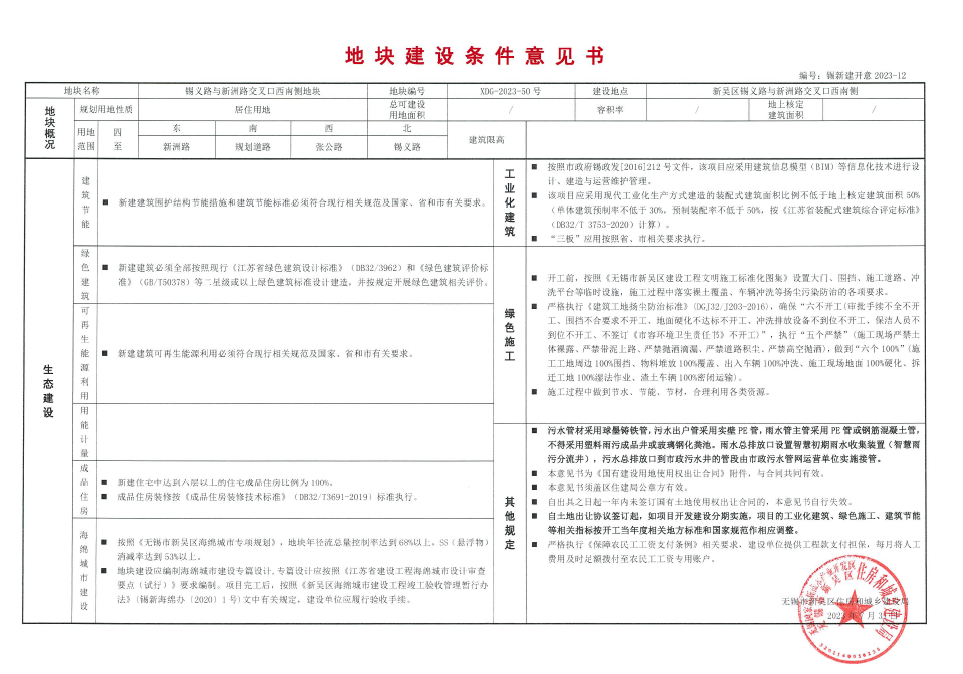 地块建设条件意见书
编号：锡新建开意 2023-12
地块名称 锡义路与新洲路交叉口西南侧地块 地块编号 XDG-2023-50 号 建设地点 新吴区锡义路与新洲路交叉口西南侧
地块概况
规划用地性质 居住用地 总可建设用地面积 / 容积率 / 地上核定建筑面积 /
用地范围 四至 东 南 西 北 建筑限高
新洲路 规划道路 张公路 锡义路
生态建设
建筑节能
■ 新建建筑围护结构节能措施和建筑节能标准必须符合现行相关规范及国家、省和市有关要求。
绿色建筑
■ 新建建筑必须全部按照现行《江苏省绿色建筑设计标准》（DB32/3962）和《绿色建筑评价标
准》（GB/T50378）等二星级或以上绿色建筑标准设计建造，并按规定开展绿色建筑相关评价。
可再生能源利用
■ 新建建筑可再生能源利用必须符合现行相关规范及国家、省和市有关要求。
用能计量
成品住房
■ 新建住宅中达到八层以上的住宅成品住房比例为 100%。
■ 成品住房装修按《成品住房装修技术标准》（DB32/T3691-2019）标准执行。
海绵城市建设
■ 按照《无锡市新吴区海绵城市专项规划》，地块年径流总量控制率达到68%以上，SS（悬浮物）
消减率达到 53%以上。
■ 地块建设应编制海绵城市建设专篇设计，专篇设计应按照《江苏省建设工程海绵城市设计审查
要点（试行）》要求编制。项目完工后，按照《新吴区海绵城市建设工程竣工验收管理暂行办
法》(锡新海绵办（2020）1 号)文中有关规定，建设单位应履行验收手续。
工业化建筑
■ 按照市政府锡政发[2016]212 号文件，该项目应采用建筑信息模型（BIM）等信息化技术进行设
计、建造与运营维护管理。
■ 该项目应采用现代工业化生产方式建造的装配式建筑面积比例不低于地上核定建筑面积 50%
（单体建筑预制率不低于 30%，预制装配率不低于 50%，按《江苏省装配式建筑综合评定标准》
（DB32/T 3753-2020）计算）。
■ “三板”应用按照省、市相关要求执行。
绿色施工
■ 开工前，按照《无锡市新吴区建设工程文明施工标准化图集》设置大门、围挡、施工道路、冲
洗平台等临时设施，施工过程中落实裸土覆盖、车辆冲洗等扬尘污染防治的各项要求。
■ 严格执行《建筑工地扬尘防治标准》(DGJ32/J203-2016)，确保“六不开工(审批手续不全不开
工、围挡不合要求不开工、地面硬化不达标不开工、冲洗排放设备不到位不开工、保洁人员不
到位不开工、不签订《市容环境卫生责任书》不开工)”，执行“五个严禁”(施工现场严禁土
体裸露、严禁带泥上路、严禁抛洒滴漏、严禁道路积尘、严禁高空抛洒)，做到“六个 100%”(施
工工地周边 100%围挡、物料堆放 100%覆盖、出入车辆 100%冲洗、施工现场地面 100%硬化、拆
迁工地 100%湿法作业、渣土车辆 100%密闭运输)。
■ 施工过程中做到节水、节能、节材，合理利用各类资源。
其他规定
■ 污水管材采用球墨铸铁管，污水出户管采用实壁 PE 管，雨水管主管采用 PE 管或钢筋混凝土管，
不得采用塑料雨污成品井或玻璃钢化粪池。雨水总排放口设置智慧初期雨水收集装置（智慧雨
污分流井），污水总排放口到市政污水井的管段由市政污水管网运营单位实施接管。
■ 本意见书为《国有建设用地使用权出让合同》附件，与合同共同有效。
■ 本意见书须盖区住建局公章方有效。
■ 自出具之日起一年内未签订国有土地使用权出让合同的，本意见书自行失效。
■ 自土地出让协议签订起，如项目开发建设分期实施，项目的工业化建筑、绿色施工、建筑节能
等相关指标按开工当年度相关地方标准和国家规范作相应调整。
■ 严格执行《保障农民工工资支付条例》相关要求，建设单位提供工程款支付担保，每月将人工
费用及时足额拨付至农民工工资专用账户。
无锡市新吴区住房和城乡建设局